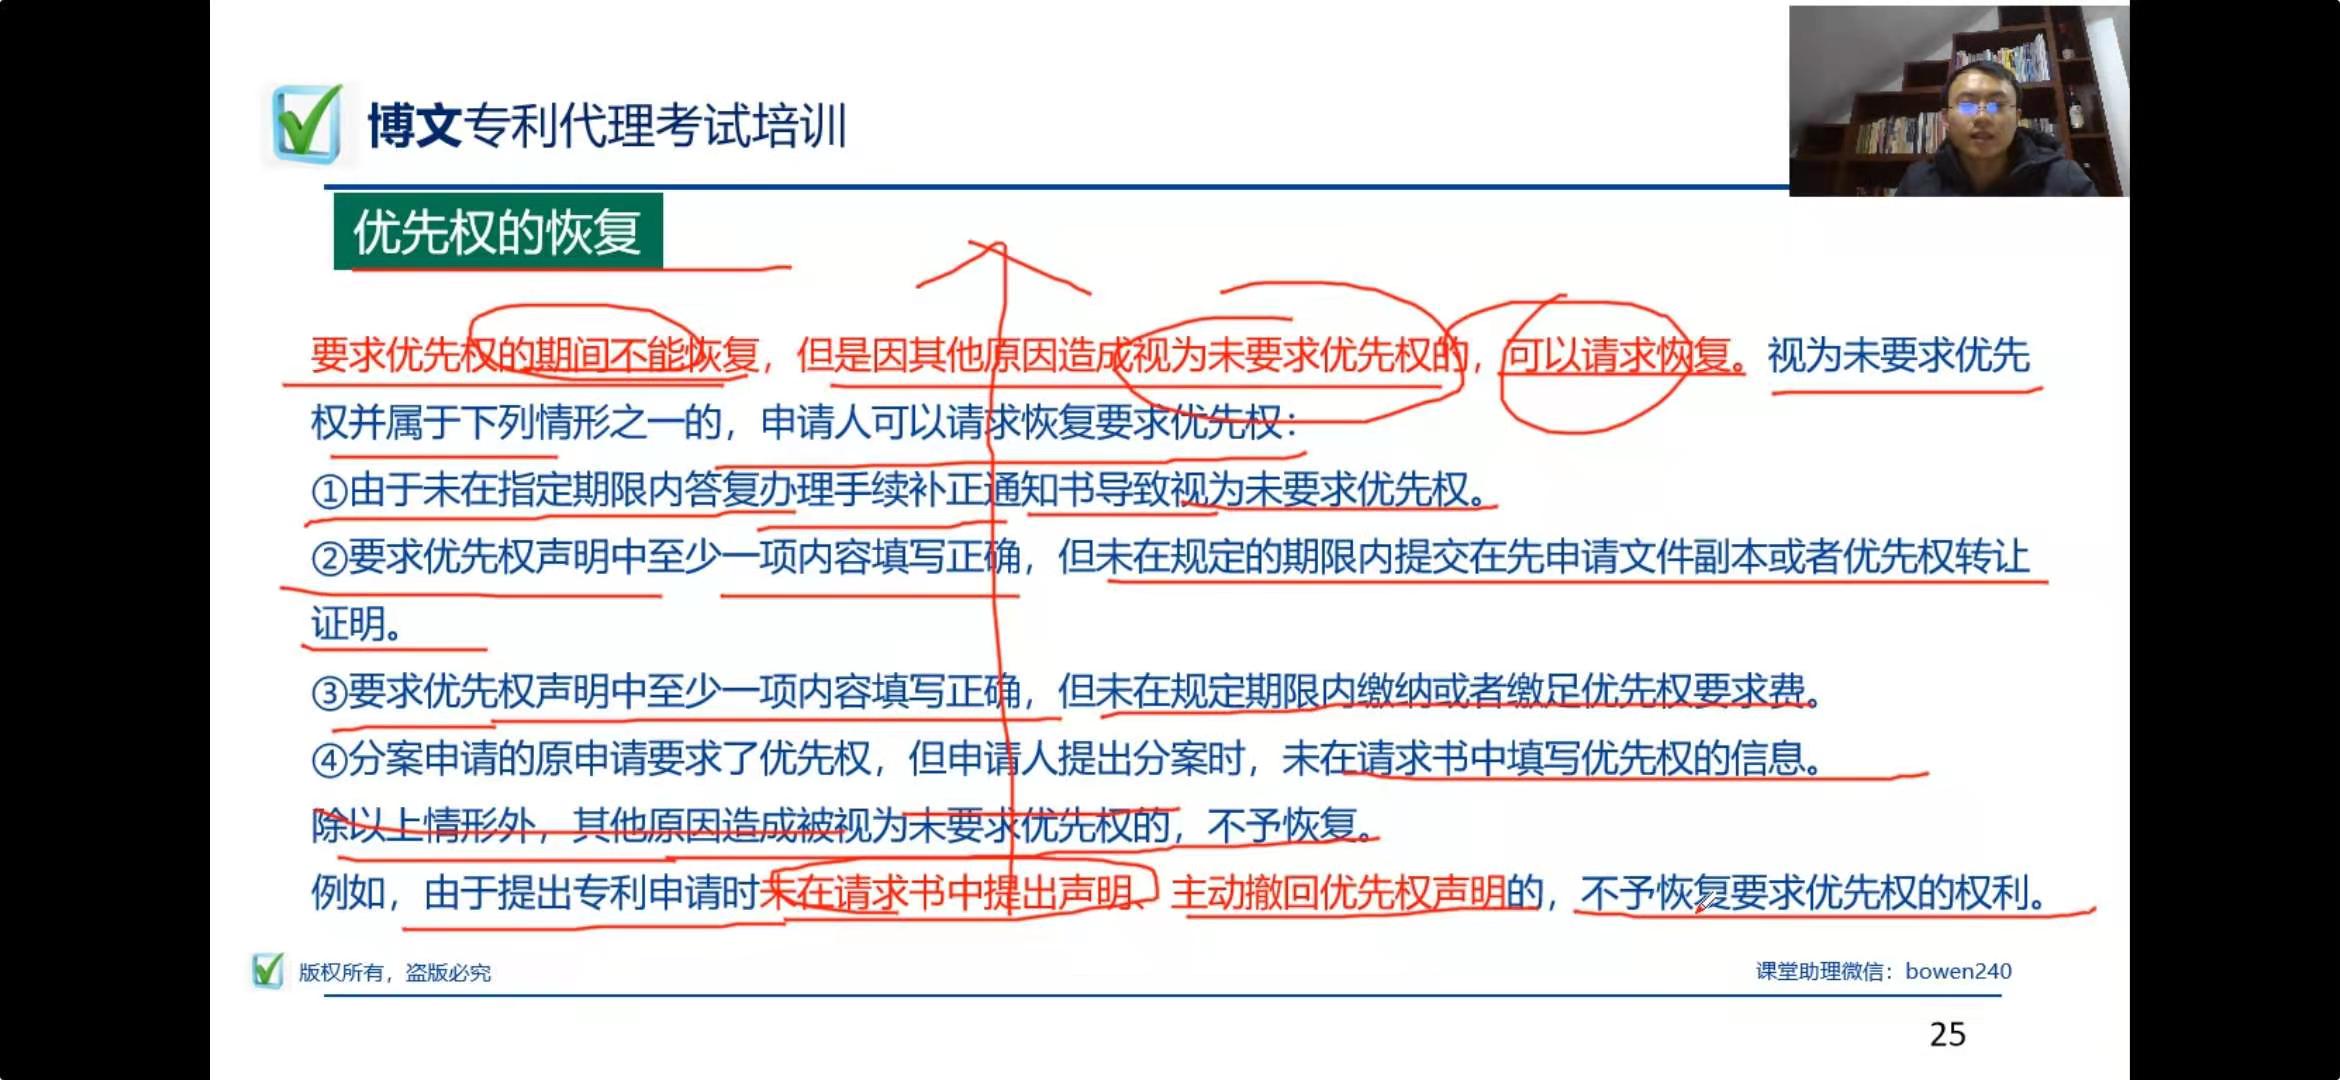 博文专利代理考试培训
优先权的恢复
要求优先权的期间不能恢复，但是因其他原因造成视为未要求优先权的，可以请求恢复。视为未要求优先
权并属于下列情形之一的，申请人可以请求恢复要求优先权：
①由于未在指定期限内答复办理手续补正通知书导致视为未要求优先权。
②要求优先权声明中至少一项内容填写正确，但未在规定的期限内提交在先申请文件副本或者优先权转让
证明。
③要求优先权声明中至少一项内容填写正确，但未在规定期限内缴纳或者缴足优先权要求费。
④分案申请的原申请要求了优先权，但申请人提出分案时，未在请求书中填写优先权的信息。
除以上情形外，其他原因造成被视为未要求优先权的，不予恢复。
例如，由于提出专利申请时未在请求书中提出声明、主动撤回优先权声明的，不予恢复要求优先权的权利。
版权所有，盗版必究
课堂助理微信：bowen240
25